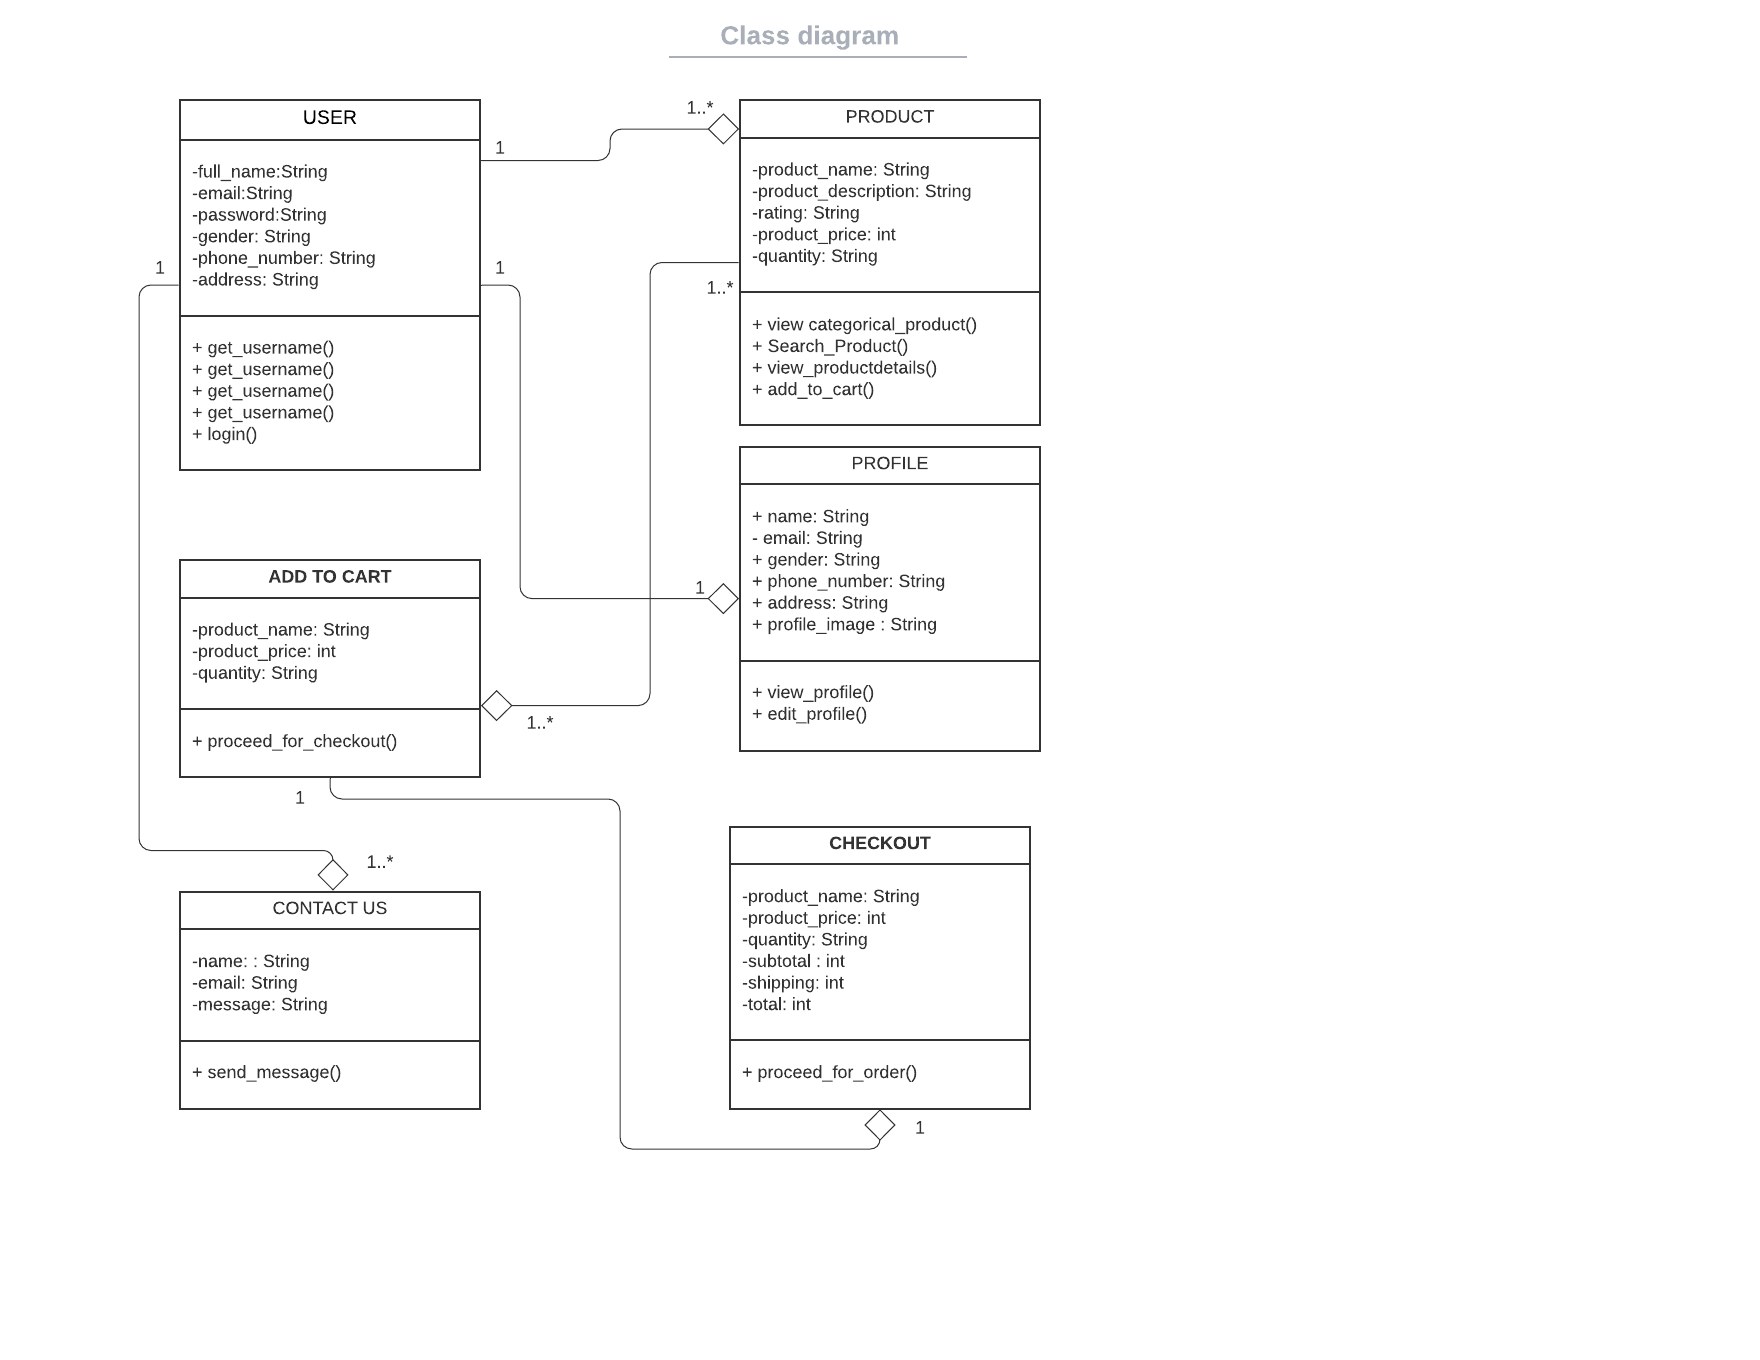 Class diagram
USER
-full_name:String
-email:String
-password:String
-gender: String
-phone_number: String
-address: String
+ get_username()
+ get_username()
+ get_username()
+ get_username()
+ login()
1
1
1
1..*
PRODUCT
-product_name: String
-product_description: String
-rating: String
-product_price: int
-quantity: String
1..*
+ view categorical_product()
+ Search_Product()
+ view_productdetails()
+ add_to_cart()
PROFILE
+ name: String
- email: String
+ gender: String
+ phone_number: String
+ address: String
+ profile_image : String
1
+ view_profile()
+ edit_profile()
ADD TO CART
-product_name: String
-product_price: int
-quantity: String
+ proceed_for_checkout()
1..*
1
1..*
CONTACT US
-name: : String
-email: String
-message: String
+ send_message()
CHECKOUT
-product_name: String
-product_price: int
-quantity: String
-subtotal : int
-shipping: int
-total: int
+ proceed_for_order()
1